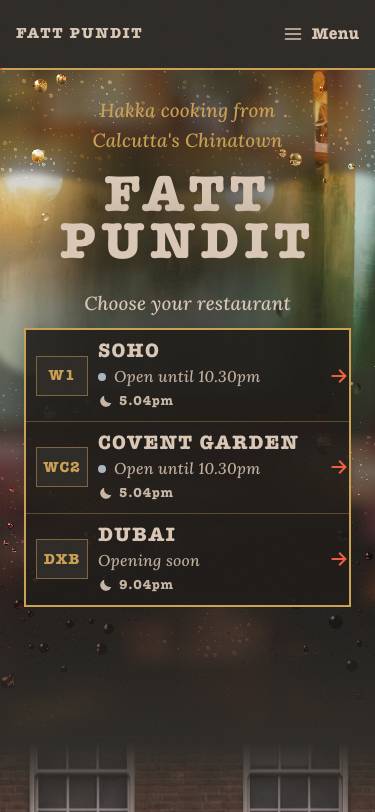 FATT PUNDIT
Menu
Hakka cooking from
Calcutta's Chinatown
FATT
PUNDIT
Choose your restaurant
W1
SOHO
Open until 10.30pm
5.04pm
WC2
COVENT GARDEN
Open until 10.30pm
5.04pm
DXB
DUBAI
Opening soon
9.04pm